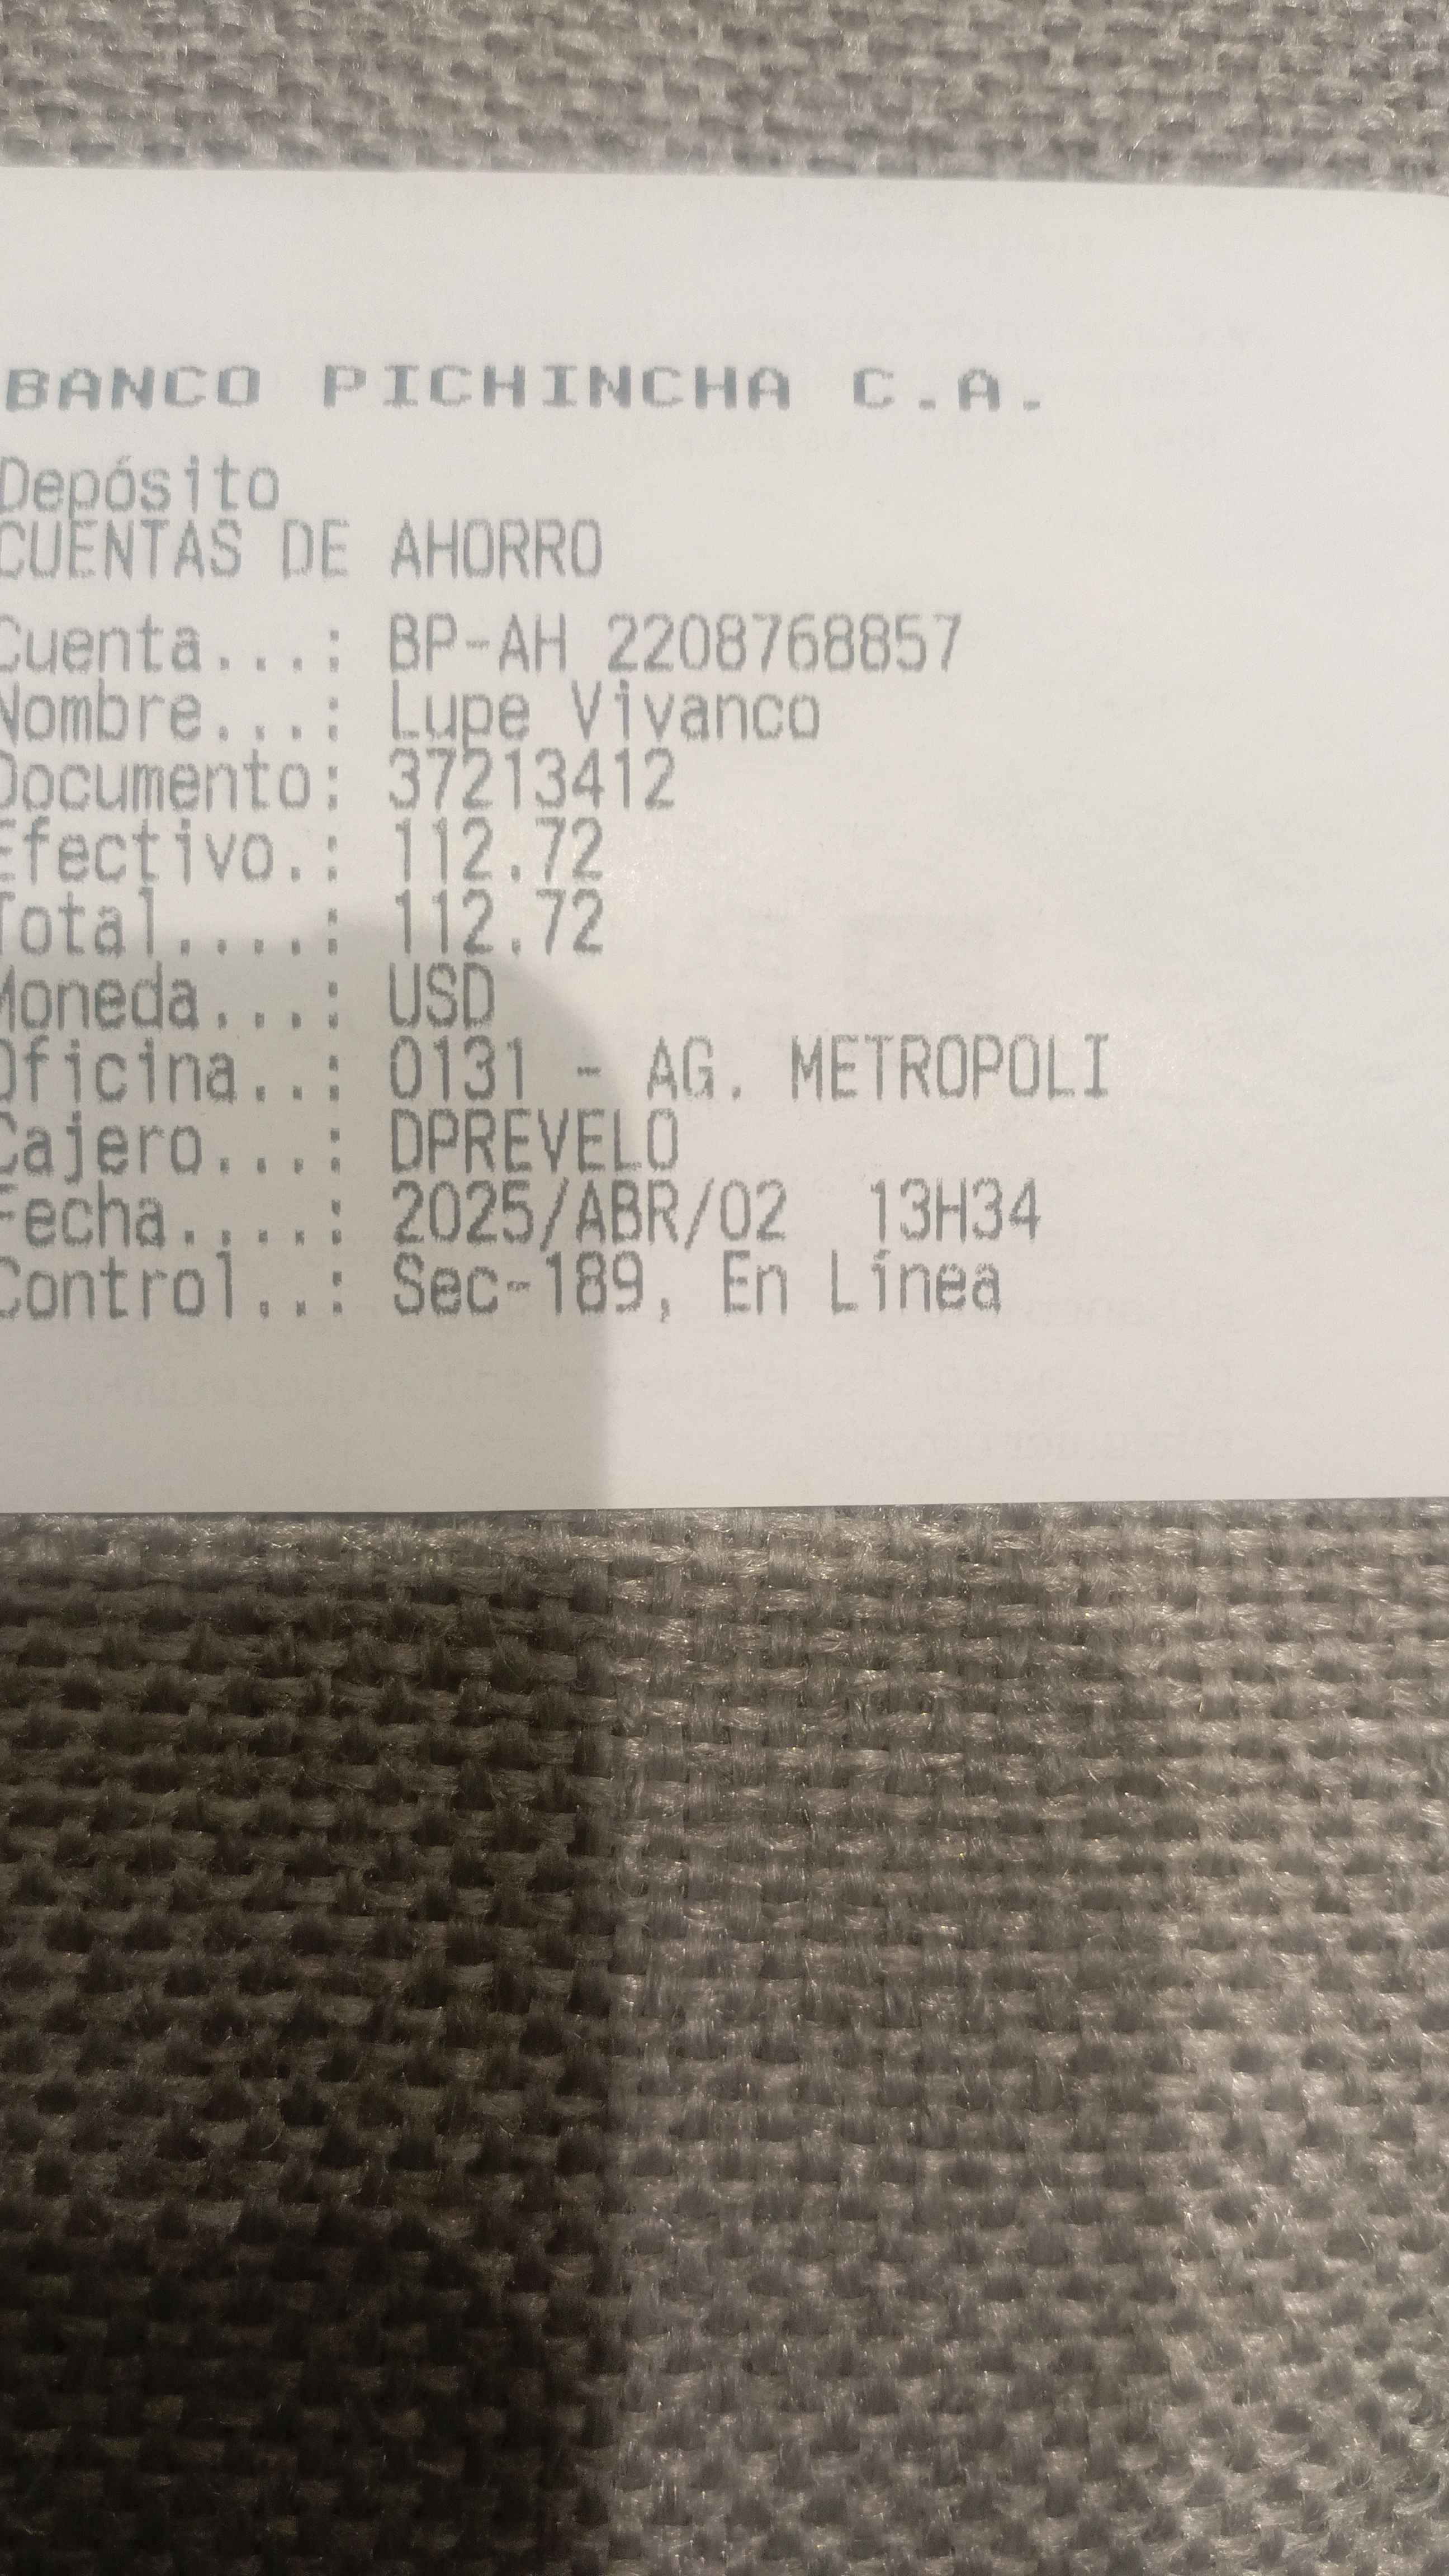 BANCO PICHINCHA C.A.
Depósito
CUENTAS DE AHORRO
Cuenta...: BP-AH 2208768857
Nombre...: Lupe Vivanco
Documento: 37213412
Efectivo.: 112.72
Total....: 112.72
Moneda...: USD
Oficina..: 0131 - AG. METROPOLI
Cajero...: DPREVELO
Fecha....: 2025/ABR/02 13H34
Control..: Sec-189, En Línea